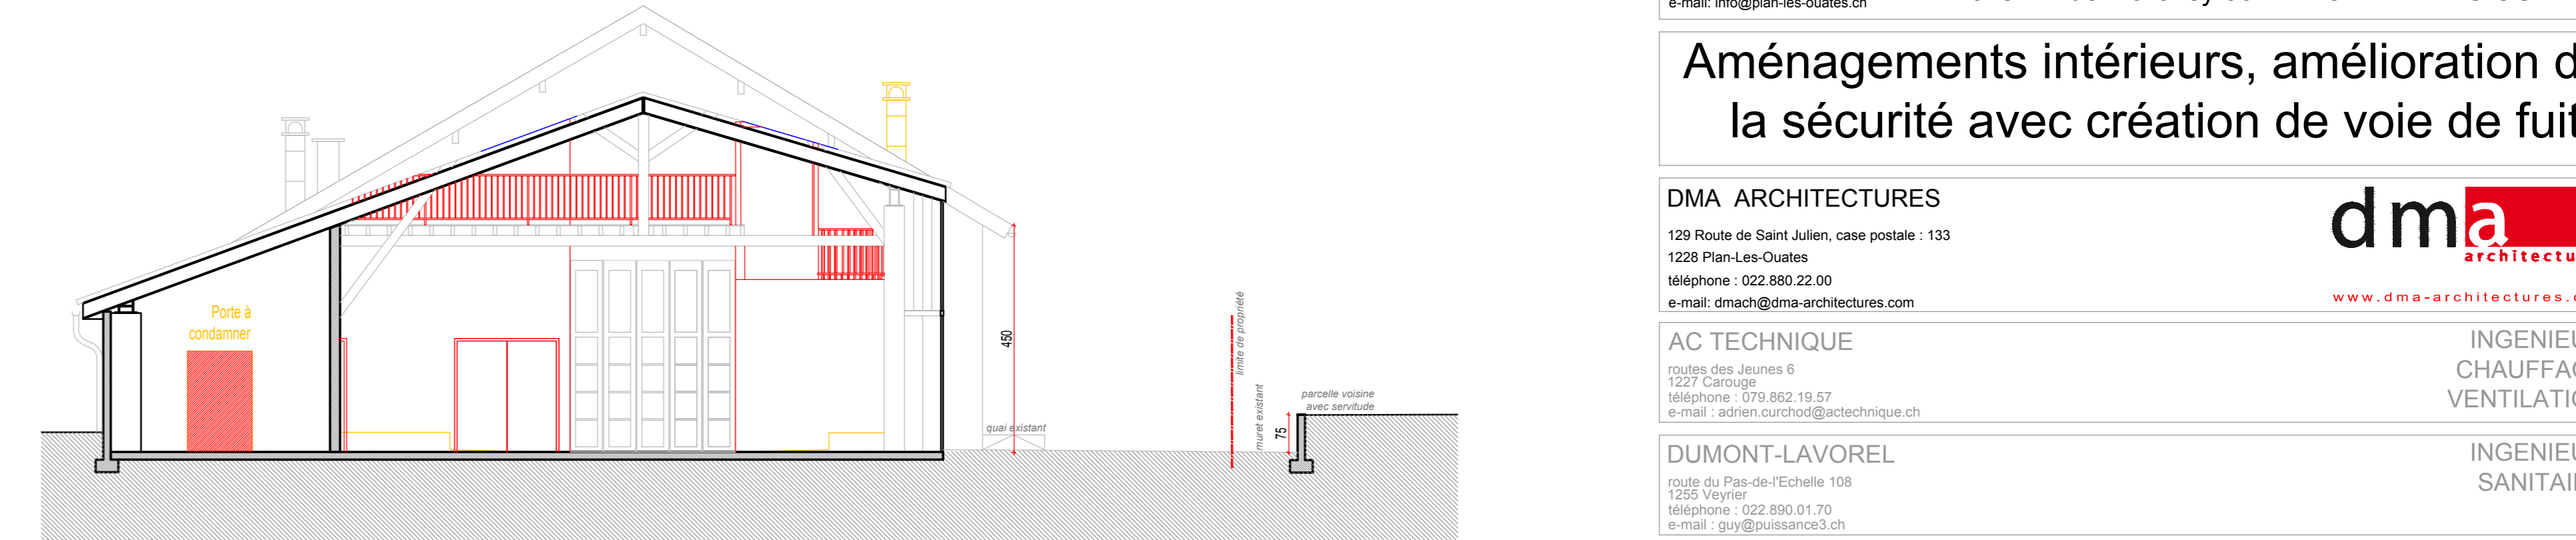 Porte à
condamner
450
quai existant
limite de propriété
muret existant
75
parcelle voisine
avec servitude
e-mail: info@plan-les-ouates.ch
Aménagements intérieurs, amélioration d
la sécurité avec création de voie de fuit
DMA ARCHITECTURES
129 Route de Saint Julien, case postale : 133
1228 Plan-Les-Ouates
téléphone : 022.880.22.00
e-mail: dmach@dma-architectures.com
dma
architectu
www.dma-architectures.
AC TECHNIQUE
routes des Jeunes 6
1227 Carouge
téléphone : 079.862.19.57
e-mail : adrien.curchod@actechnique.ch
INGENIEU
CHAUFFAG
VENTILATIO
DUMONT-LAVOREL
route du Pas-de-l'Echelle 108
1255 Veyrier
téléphone : 022.890.01.70
e-mail : guy@puissance3.ch
INGENIEU
SANITAI